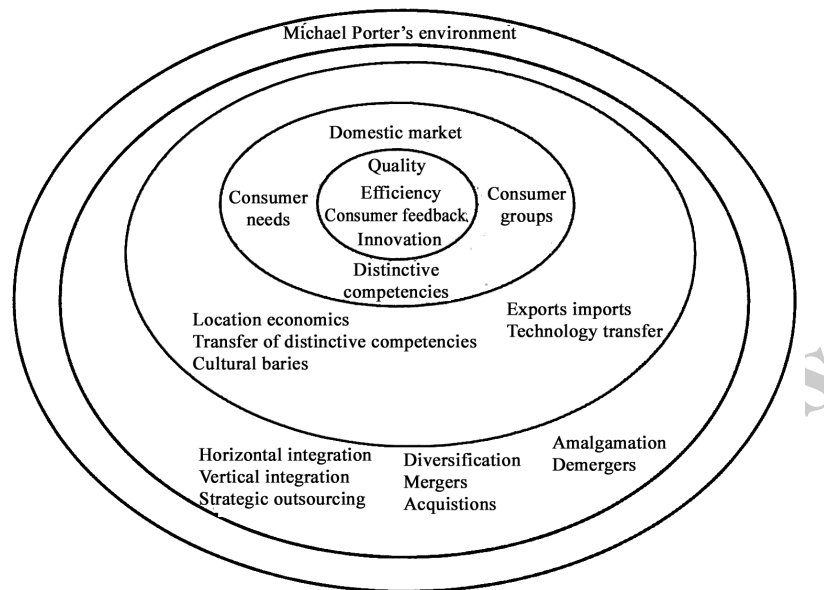 Michael Porter's environment
Domestic market
Quality
Efficiency
Consumer feedback
Innovation
Consumer
needs
Consumer
groups
Distinctive
competencies
Location economics
Transfer of distinctive competencies
Cultural baries
Exports imports
Technology transfer
Horizontal integration
Vertical integration
Strategic outsourcing
Diversification
Mergers
Acquistions
Amalgamation
Demergers
S